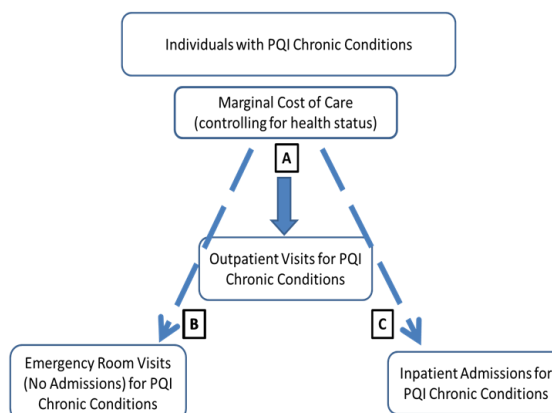 Individuals with PQI Chronic Conditions
Marginal Cost of Care
(controlling for health status)
A
Outpatient Visits for PQI
Chronic Conditions
B
C
Emergency Room Visits
(No Admissions) for PQI
Chronic Conditions
Inpatient Admissions for
PQI Chronic Conditions